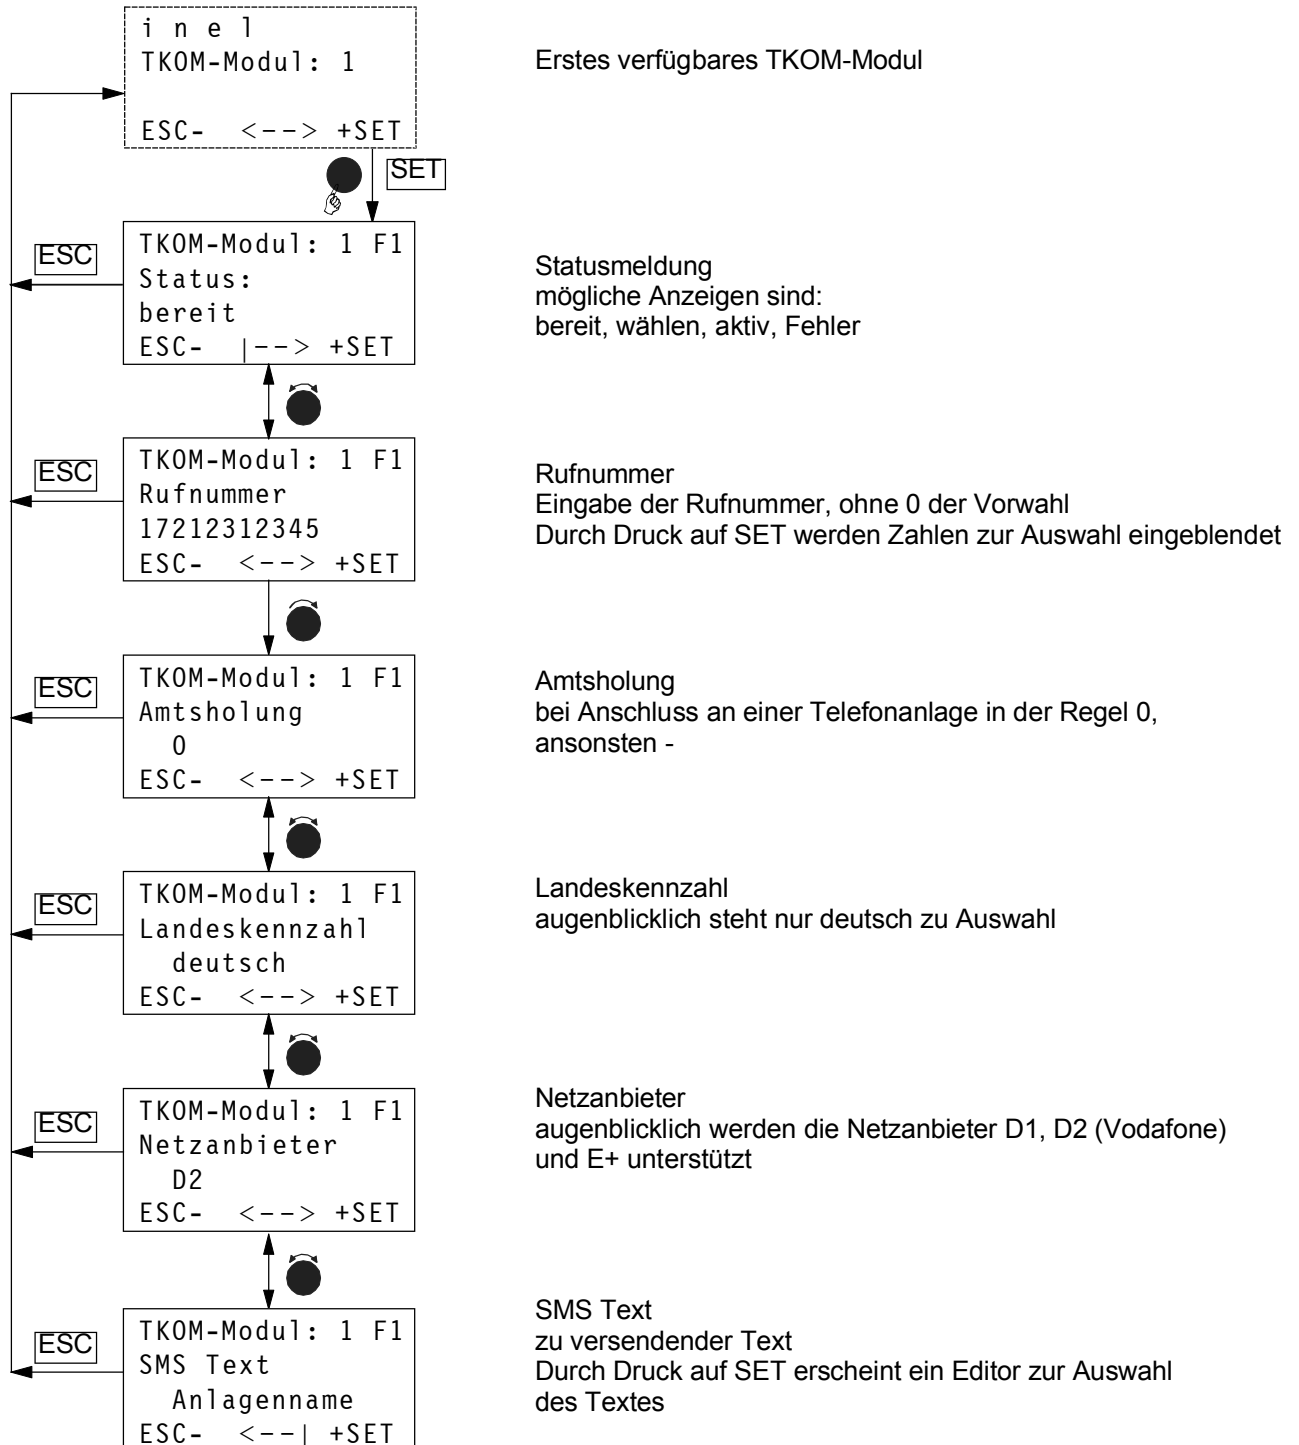 i n e l
TKOM-Modul: 1
ESC- <--> +SET
Erstes verfügbares TKOM-Modul
SET
ESC
TKOM-Modul: 1 F1
Status:
bereit
ESC- |--> +SET
Statusmeldung
mögliche Anzeigen sind:
bereit, wählen, aktiv, Fehler
ESC
TKOM-Modul: 1 F1
Rufnummer
17212312345
ESC- <--> +SET
Rufnummer
Eingabe der Rufnummer, ohne 0 der Vorwahl
Durch Druck auf SET werden Zahlen zur Auswahl eingeblendet
ESC
TKOM-Modul: 1 F1
Amtsholung
0
ESC- <--> +SET
Amtsholung
bei Anschluss an einer Telefonanlage in der Regel 0,
ansonsten -
ESC
TKOM-Modul: 1 F1
Landeskennzahl
deutsch
ESC- <--> +SET
Landeskennzahl
augenblicklich steht nur deutsch zu Auswahl
ESC
TKOM-Modul: 1 F1
Netzanbieter
D2
ESC- <--> +SET
Netzanbieter
augenblicklich werden die Netzanbieter D1, D2 (Vodafone)
und E+ unterstützt
ESC
TKOM-Modul: 1 F1
SMS Text
Anlagenname
ESC- <--| +SET
SMS Text
zu versendender Text
Durch Druck auf SET erscheint ein Editor zur Auswahl
des Textes